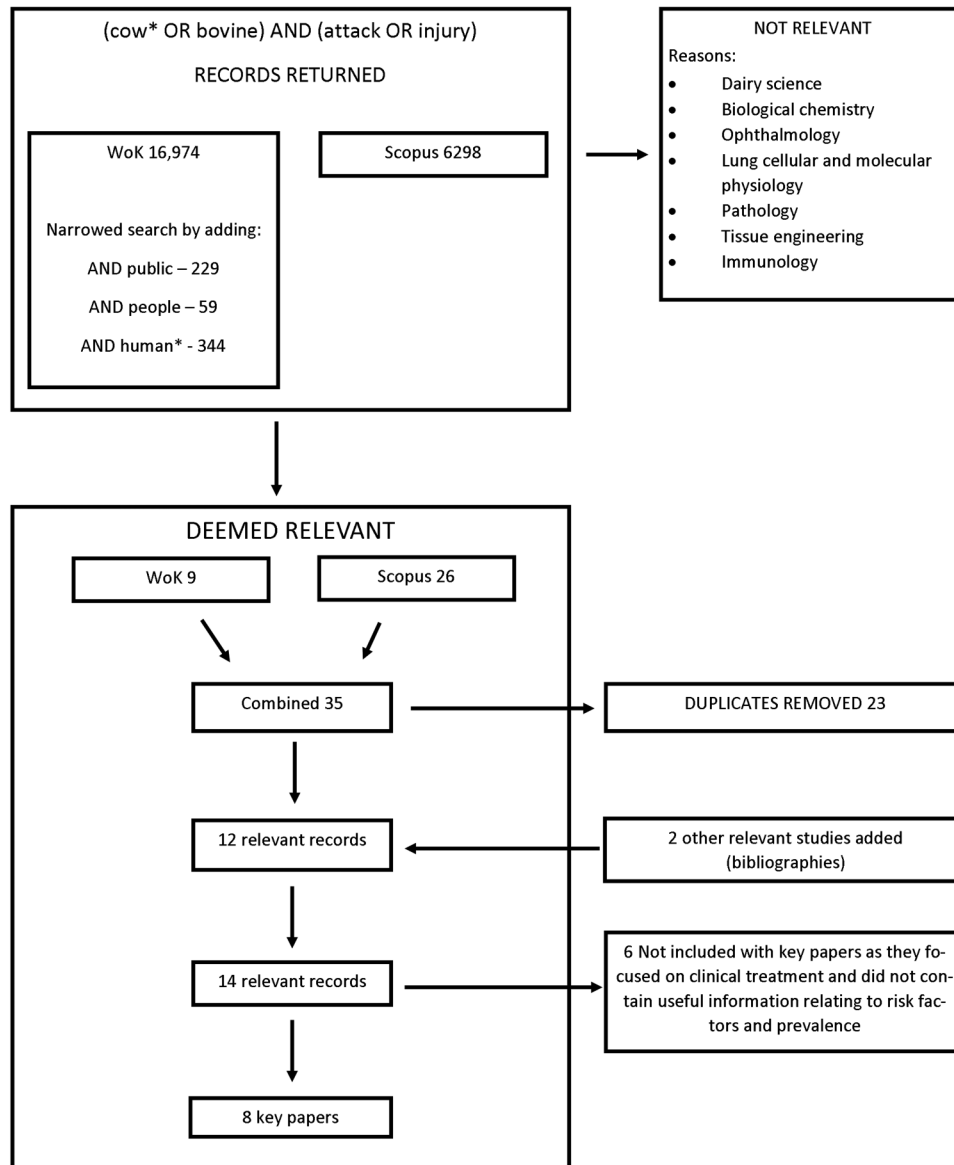 (cow* OR bovine) AND (attack OR injury)
RECORDS RETURNED
WoK 16,974
Narrowed search by adding:
AND public – 229
AND people – 59
AND human* - 344
Scopus 6298
NOT RELEVANT
Reasons:
• Dairy science
• Biological chemistry
• Ophthalmology
• Lung cellular and molecular
physiology
• Pathology
• Tissue engineering
• Immunology
DEEMED RELEVANT
WoK 9
Scopus 26
Combined 35
DUPLICATES REMOVED 23
12 relevant records
2 other relevant studies added
(bibliographies)
14 relevant records
6 Not included with key papers as they fo-
cused on clinical treatment and did not con-
tain useful information relating to risk fac-
tors and prevalence
8 key papers